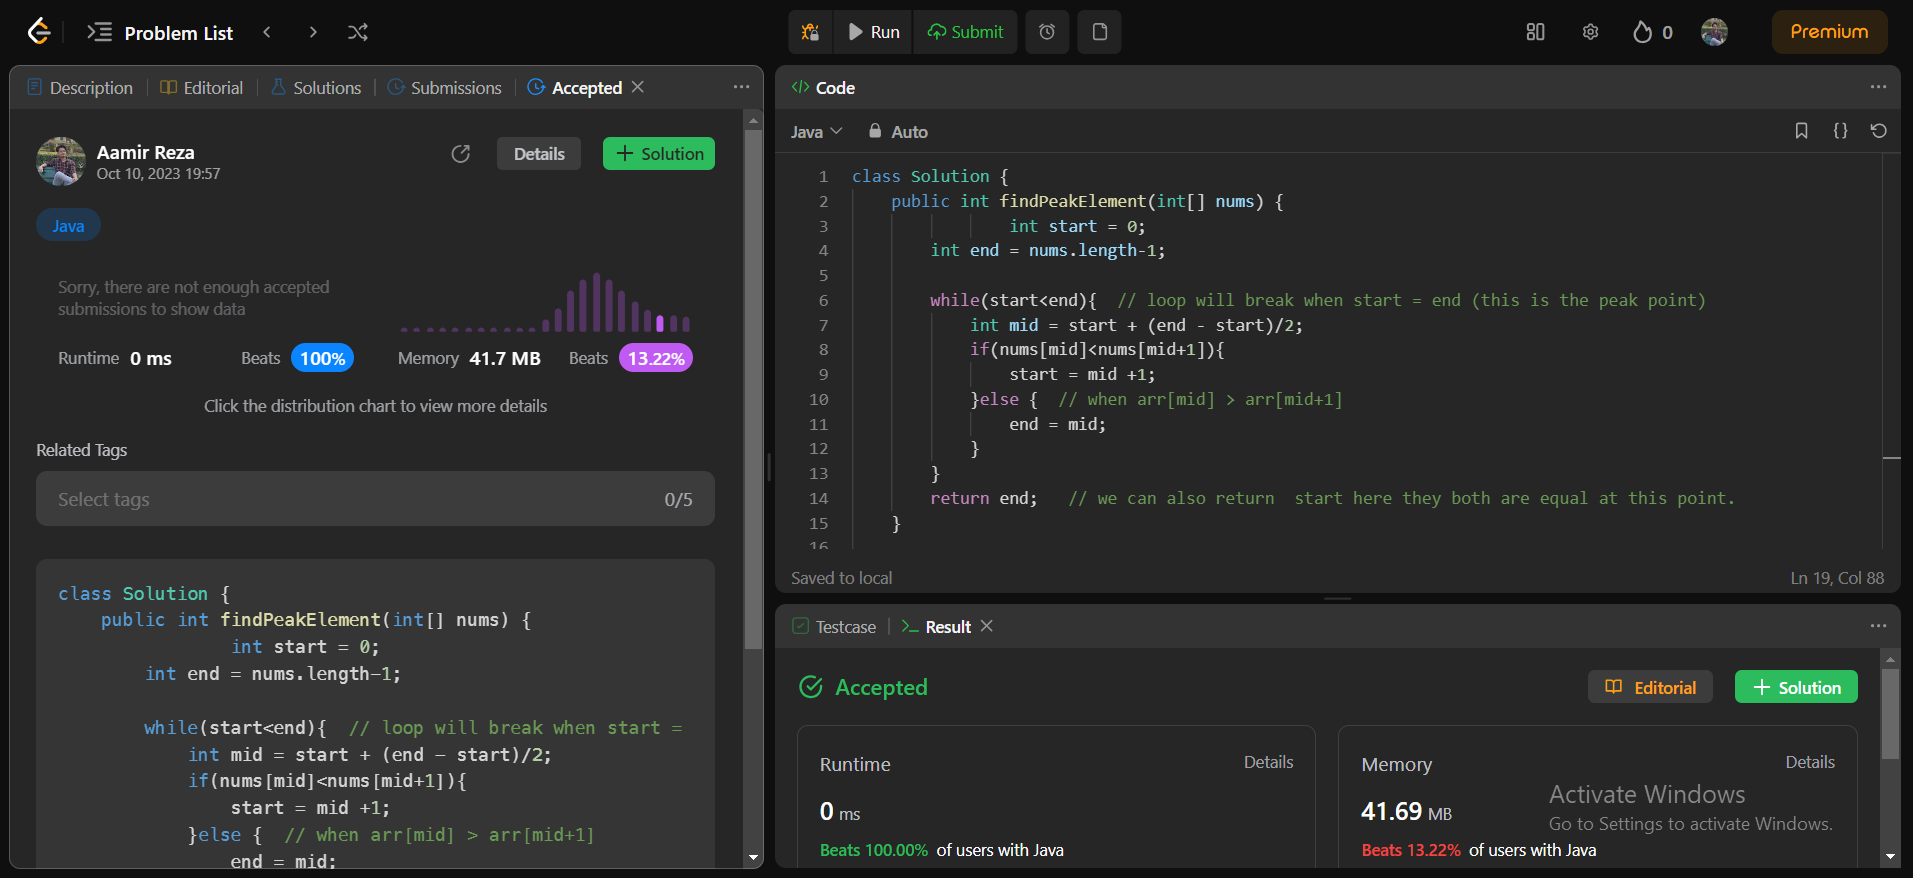 Problem List
Run
Submit
0
Premium
Description
Editorial
Solutions
Submissions
Accepted
Aamir Reza
Oct 10, 2023 19:57
Details
Solution
Java
Sorry, there are not enough accepted
submissions to show data
Runtime 0 ms
Beats 100%
Memory 41.7 MB
Beats 13.22%
Click the distribution chart to view more details
Related Tags
Select tags
0/5
class Solution {
public int findPeakElement(int[] nums) {
int start = 0;
int end = nums.length-1;
while(start<end){ // loop will break when start =
int mid = start + (end - start)/2;
if(nums[mid]<nums[mid+1]){
start = mid +1;
}else { // when arr[mid] > arr[mid+1]
end = mid;
</> Code
Java
Auto
{}
1 class Solution {
2 public int findPeakElement(int[] nums) {
3 int start = 0;
4 int end = nums.length-1;
5
6 while(start<end){ // loop will break when start = end (this is the peak point)
7 int mid = start + (end - start)/2;
8 if(nums[mid]<nums[mid+1]){
9 start = mid +1;
10 }else { // when arr[mid] > arr[mid+1]
11 end = mid;
12 }
13 }
14 return end; // we can also return  start here they both are equal at this point.
15 }
16
Saved to local
Ln 19, Col 88
Testcase
Result
Accepted
Editorial
Solution
Runtime
Details
0 ms
Beats 100.00% of users with Java
Memory
Details
41.69 MB
Beats 13.22% of users with Java
Activate Windows
Go to Settings to activate Windows.